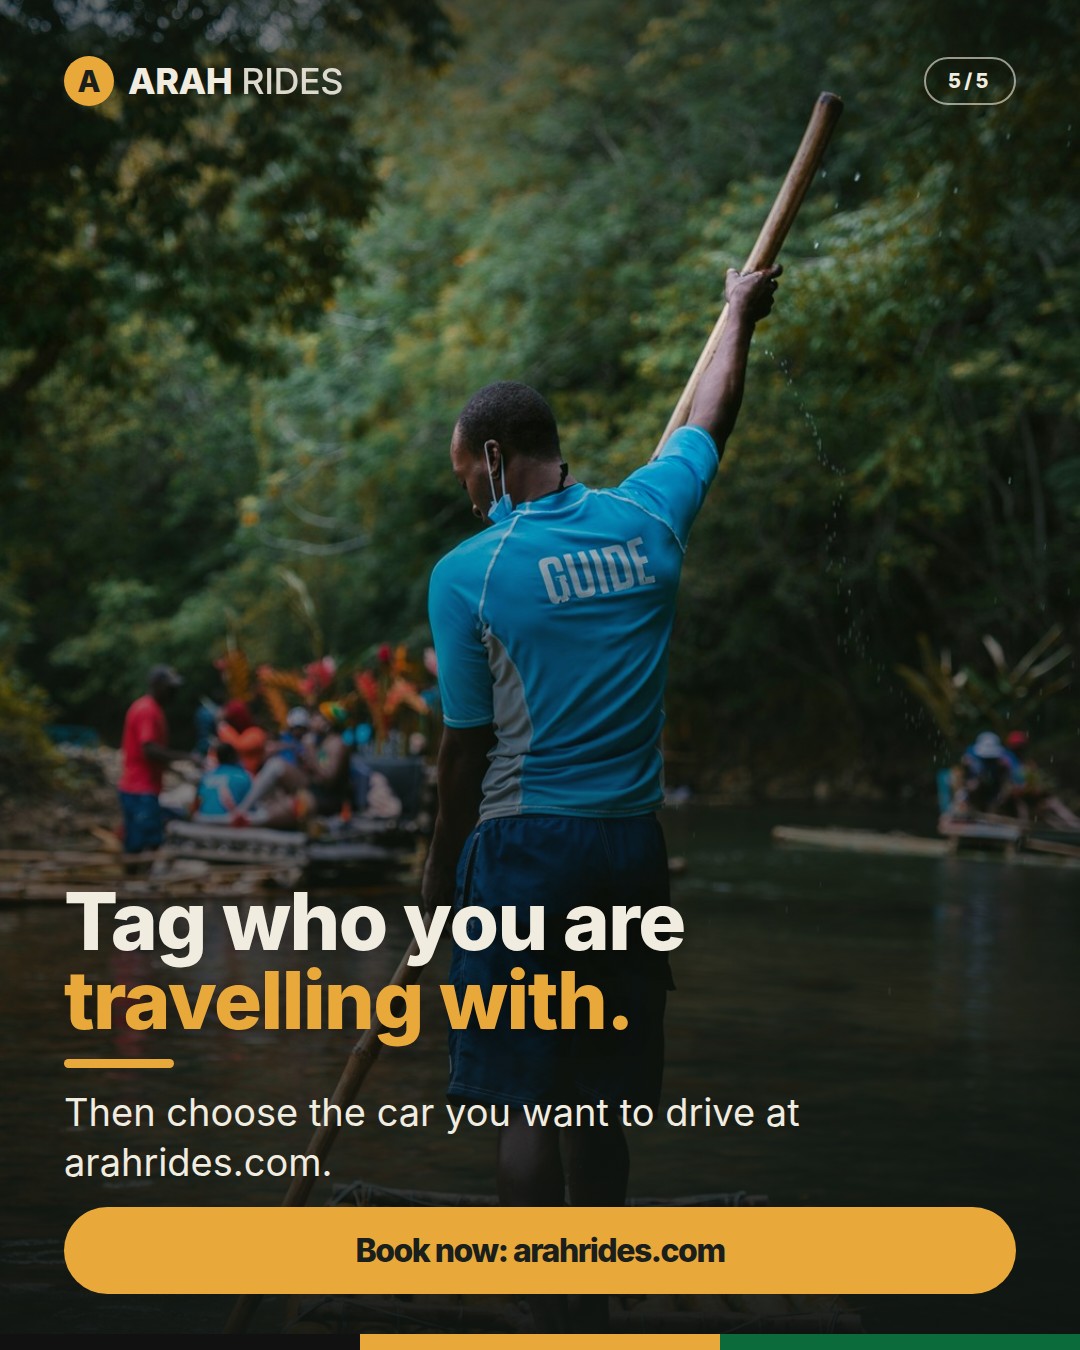 A ARAH RIDES
5/5
GUIDE
Tag who you are
travelling with.
Then choose the car you want to drive at
arahrides.com.
Book now: arahrides.com